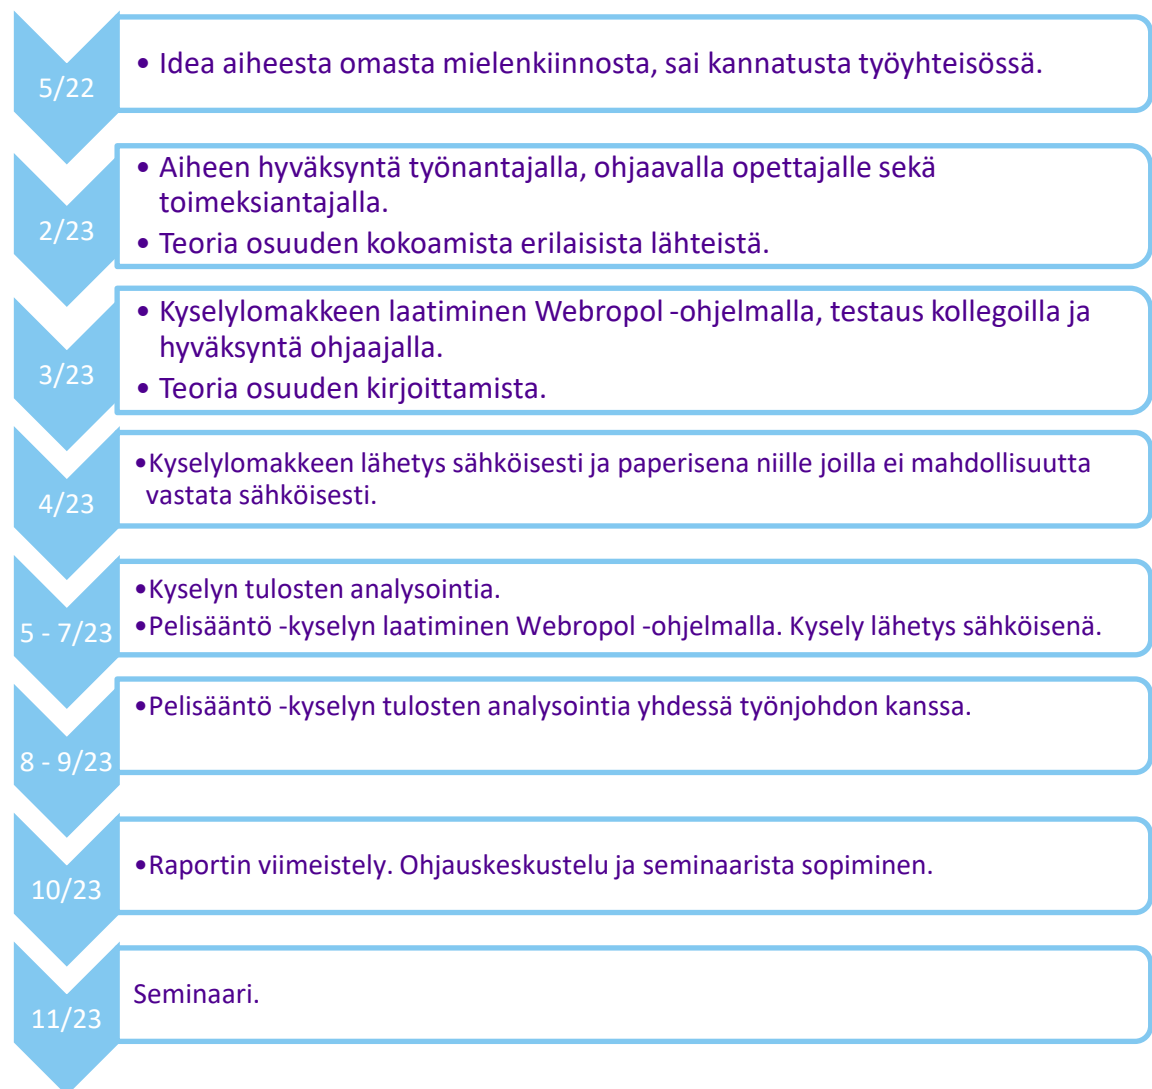 5/22
• Idea aiheesta omasta mielenkiinnosta, sai kannatusta työyhteisössä.
2/23
• Aiheen hyväksyntä työnantajalla, ohjaavalla opettajalle sekä
toimeksiantajalla.
• Teoria osuuden kokoamista erilaisista lähteistä.
3/23
• Kyselylomakkeen laatiminen Webropol -ohjelmalla, testaus kollegoilla ja
hyväksyntä ohjaajalla.
• Teoria osuuden kirjoittamista.
4/23
•Kyselylomakkeen lähetys sähköisesti ja paperisena niille joilla ei mahdollisuutta
vastata sähköisesti.
5 - 7/23
•Kyselyn tulosten analysointia.
•Pelisääntö -kyselyn laatiminen Webropol -ohjelmalla. Kysely lähetys sähköisenä.
8 - 9/23
•Pelisääntö -kyselyn tulosten analysointia yhdessä työnjohdon kanssa.
10/23
•Raportin viimeistely. Ohjauskeskustelu ja seminaarista sopiminen.
11/23
Seminaari.